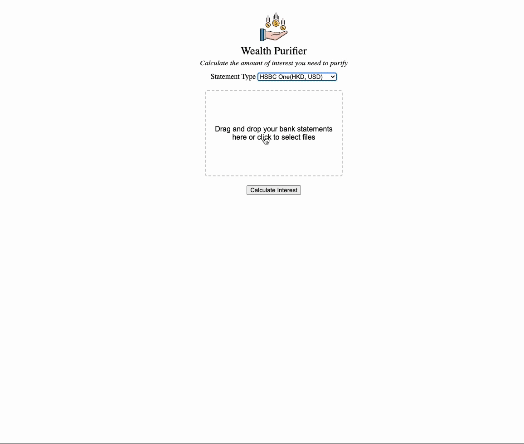 Wealth Purifier
Calculate the amount of interest you need to purify
Statement Type HSBC One(HKD, USD)
Drag and drop your bank statements
here or click to select files
Calculate Interest